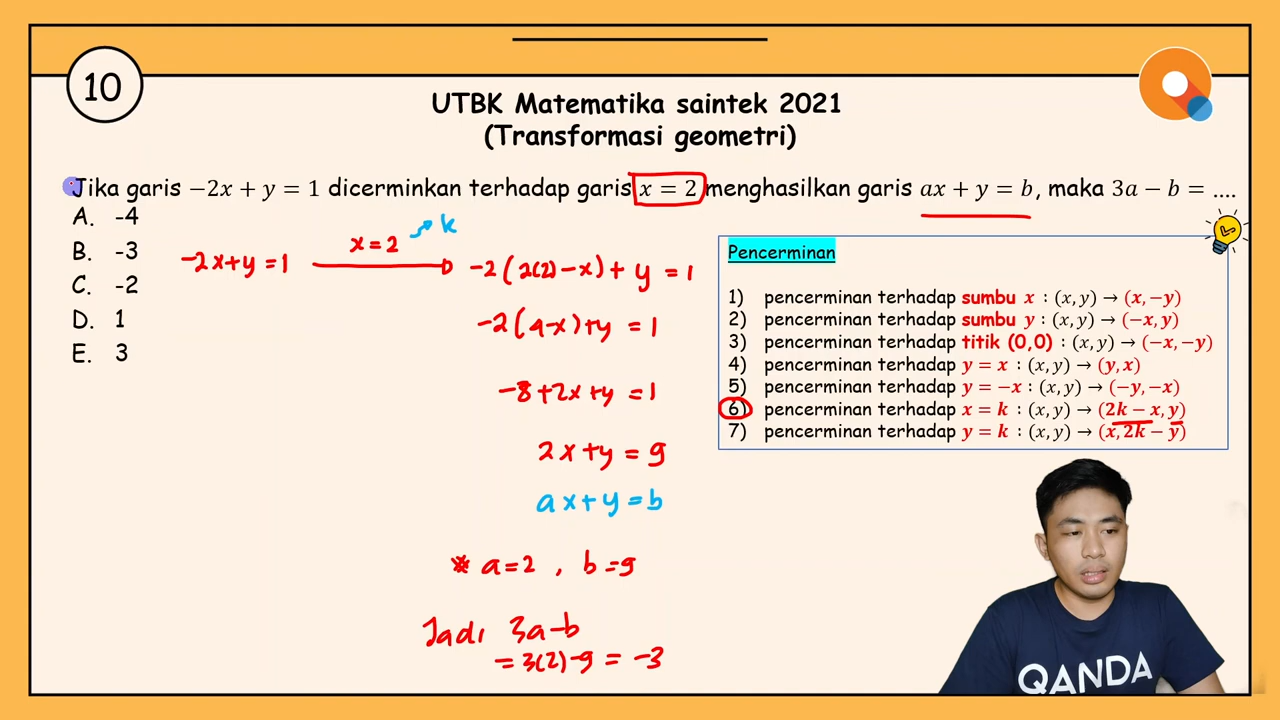 10
UTBK Matematika saintek 2021
(Transformasi geometri)
Jika garis −2x + y = 1 dicerminkan terhadap garis x = 2 menghasilkan garis ax + y = b, maka 3a − b = ....
A. -4
B. -3
C. -2
D. 1
E. 3
-2x+y=1
x=2
k
-2(2(2)-x)+y=1
-2(4-x)+y=1
-8+2x+y=1
2x+y=9
ax+y=b
* a=2, b=9
Jadi 3a-b
=3(2)-9=-3
Pencerminan
1) pencerminan terhadap sumbu x : (x, y) → (x, −y)
2) pencerminan terhadap sumbu y : (x, y) → (−x, y)
3) pencerminan terhadap titik (0,0) : (x, y) → (−x, −y)
4) pencerminan terhadap y = x : (x, y) → (y, x)
5) pencerminan terhadap y = −x : (x, y) → (−y, −x)
6) pencerminan terhadap x = k : (x, y) → (2k − x, y)
7) pencerminan terhadap y = k : (x, y) → (x, 2k − y)
QANDA